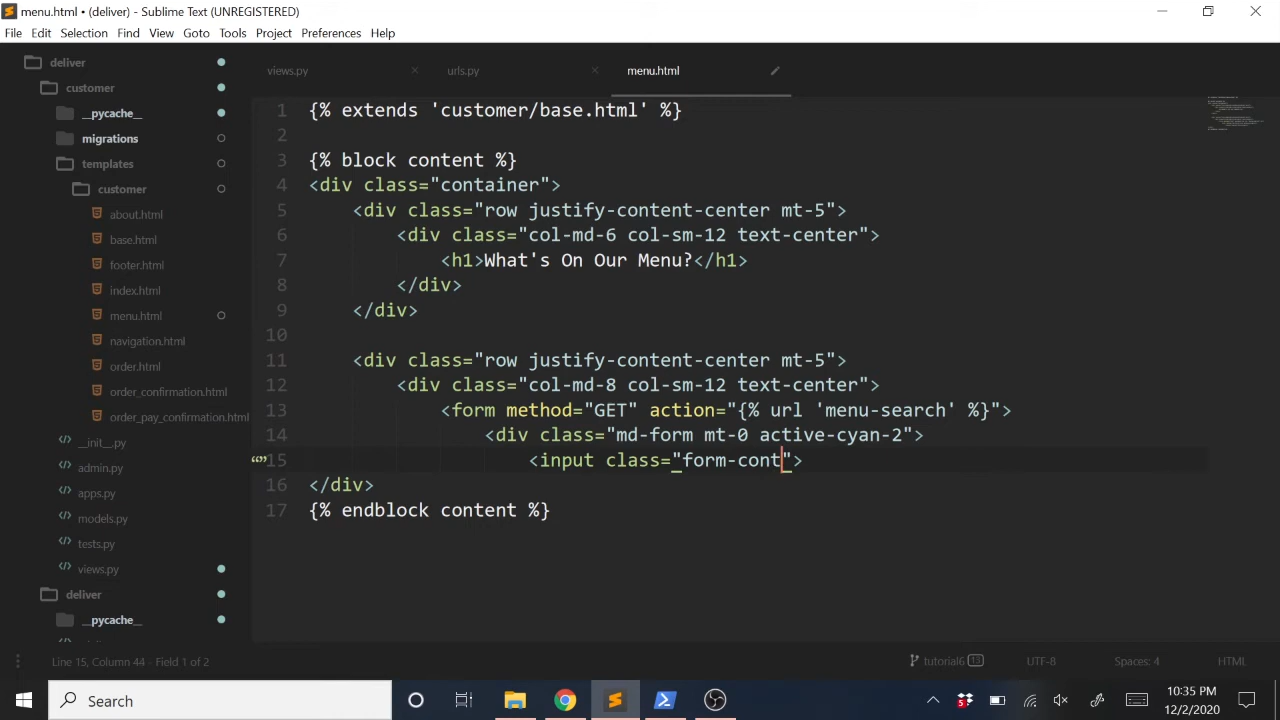 menu.html • (deliver) - Sublime Text (UNREGISTERED)
File Edit Selection Find View Goto Tools Project Preferences Help
deliver
customer
__pycache__
migrations
templates
customer
about.html
base.html
footer.html
index.html
menu.html
navigation.html
order.html
order_confirmation.html
order_pay_confirmation.html
__init__.py
admin.py
apps.py
models.py
tests.py
views.py
deliver
__pycache__
views.py urls.py menu.html
1 {% extends 'customer/base.html' %}
2
3 {% block content %}
4 <div class="container">
5 <div class="row justify-content-center mt-5">
6 <div class="col-md-6 col-sm-12 text-center">
7 <h1>What's On Our Menu?</h1>
8 </div>
9 </div>
10
11 <div class="row justify-content-center mt-5">
12 <div class="col-md-8 col-sm-12 text-center">
13 <form method="GET" action="{% url 'menu-search' %}">
14 <div class="md-form mt-0 active-cyan-2">
15 <input class="form-cont">
16 </div>
17 {% endblock content %}
Line 15, Column 44 - Field 1 of 2
tutorial6 13 UTF-8 Spaces: 4 HTML
Search
10:35 PM
12/2/2020